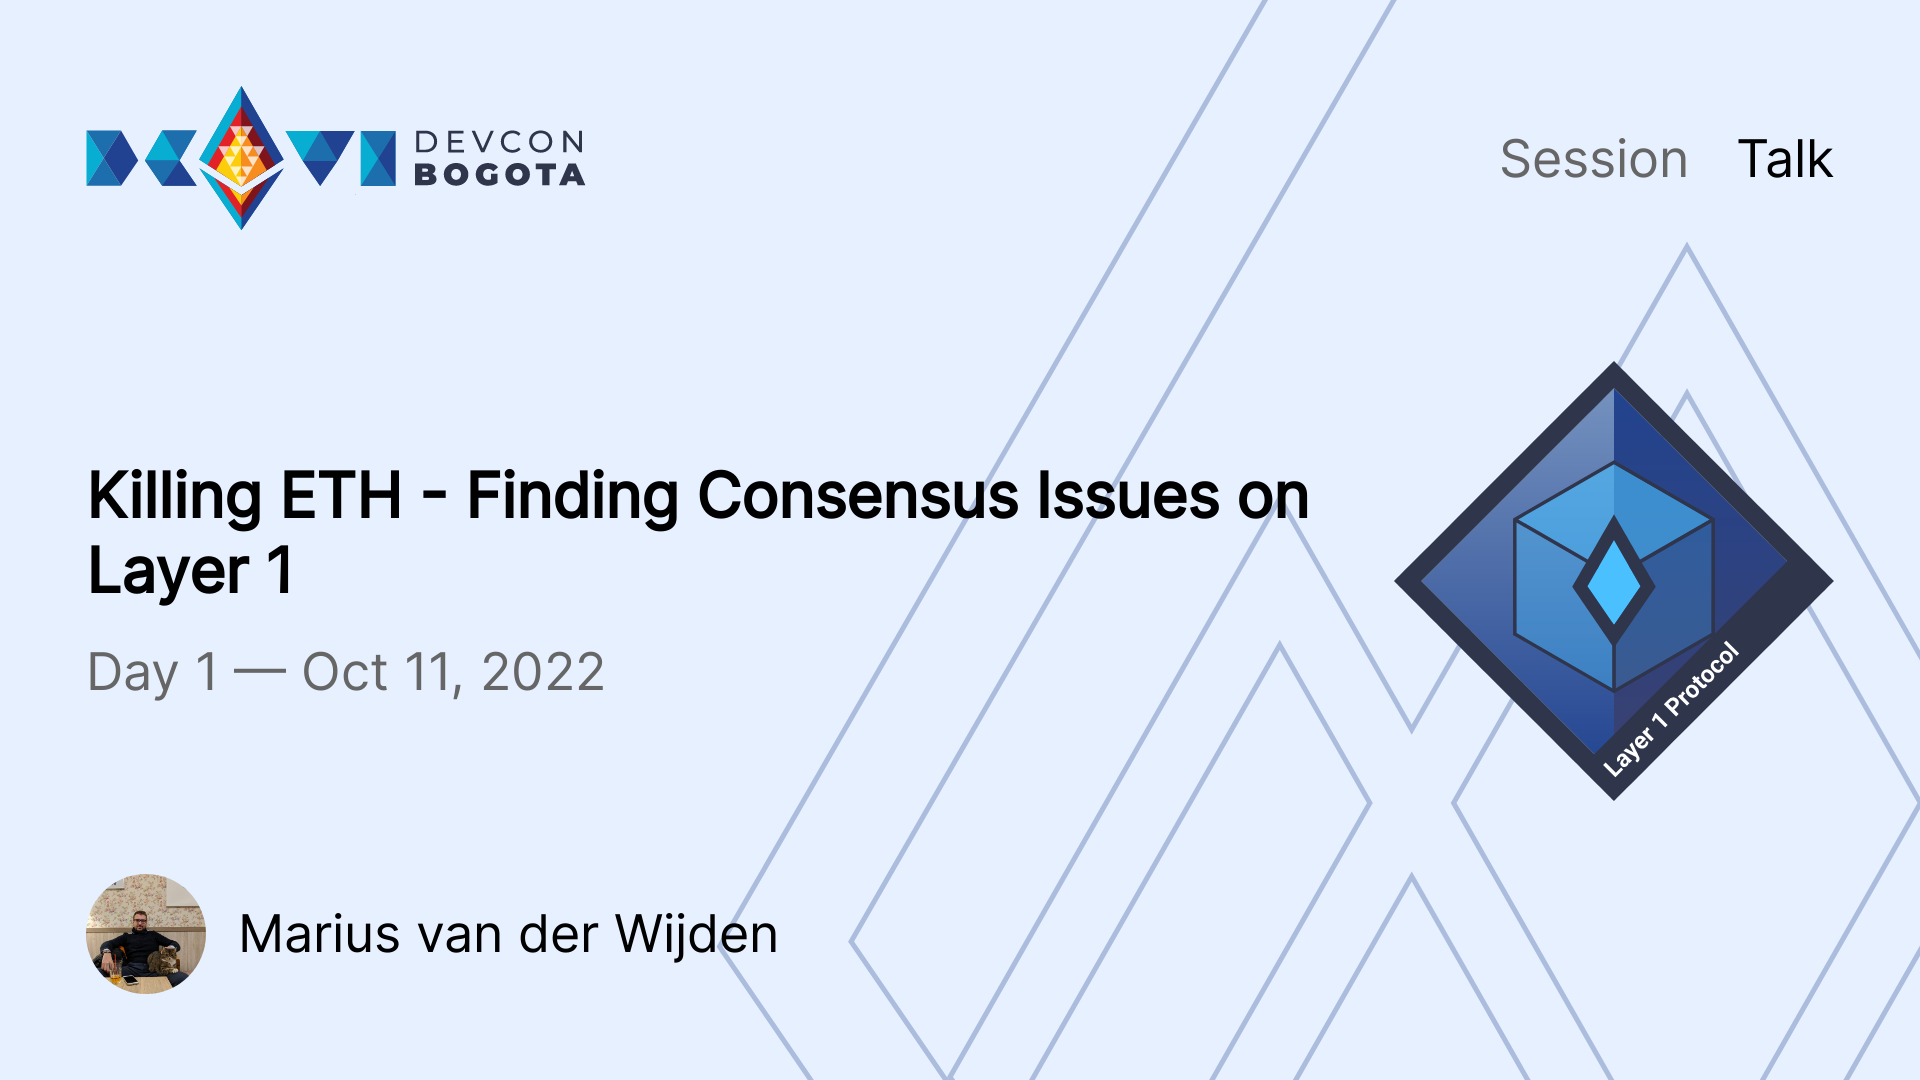 DEVCON
BOGOTA
Session Talk
Killing ETH - Finding Consensus Issues on
Layer 1
Day 1 — Oct 11, 2022
Layer 1 Protocol
Marius van der Wijden